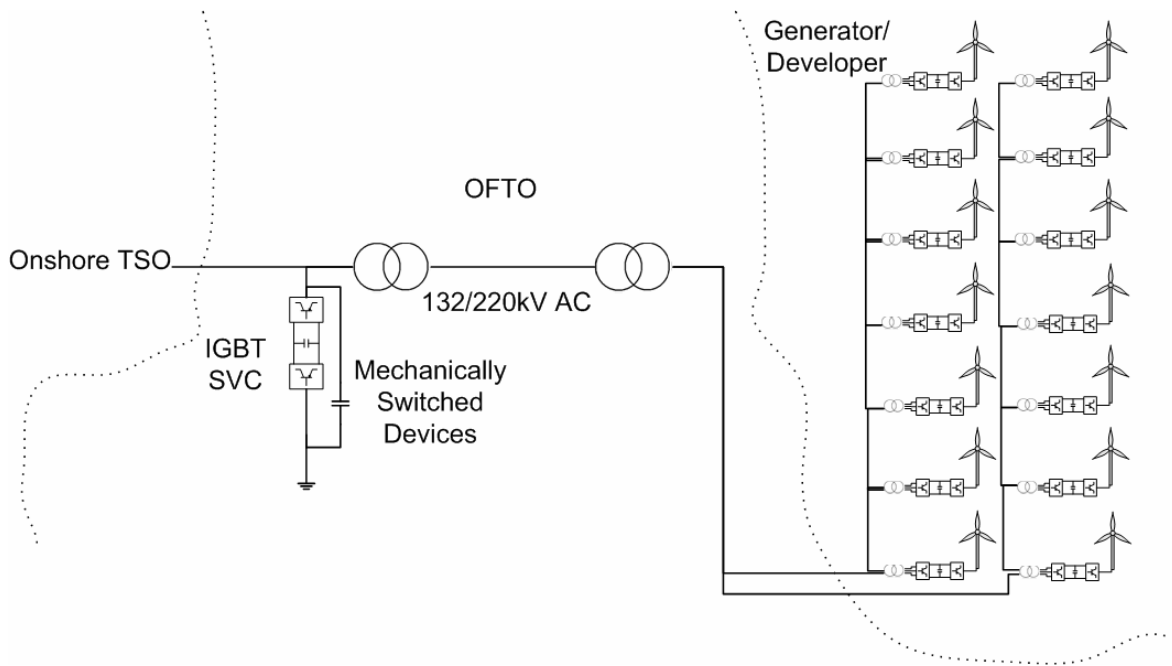 Generator/
Developer
OFTO
Onshore TSO
132/220kV AC
IGBT
SVC
Mechanically
Switched
Devices